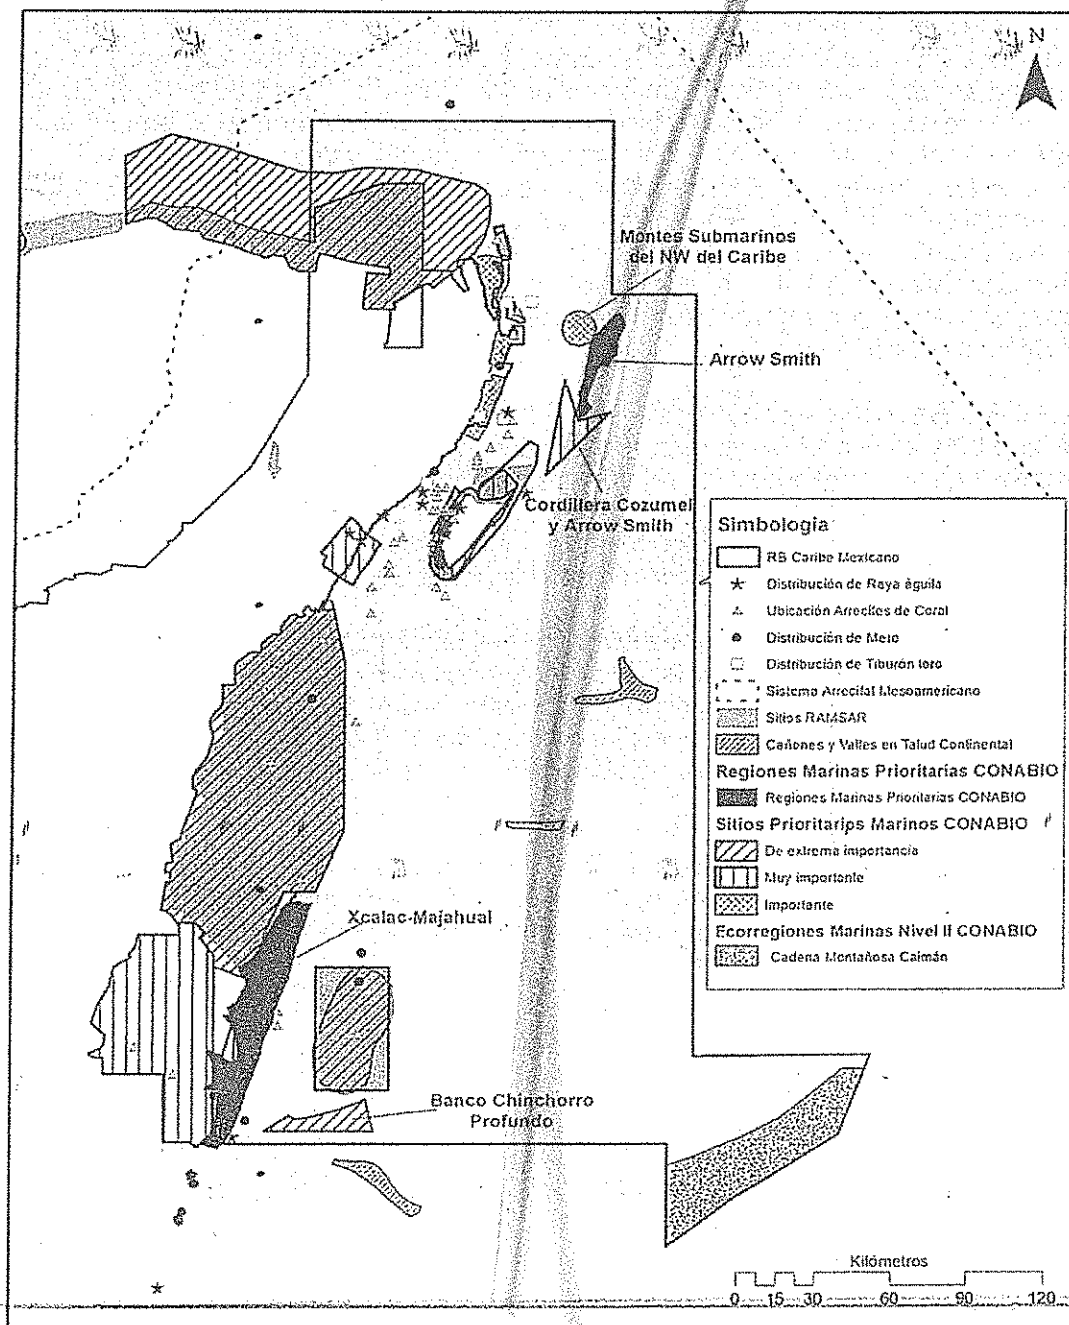 N
Montes Submarinos
del NW del Caribe
Arrow Smith
Cordillera Cozumel
y Arrow Smith
Simbología
RB Caribe Mexicano
Distribución de Raya águila
Ubicación Arrecifes de Coral
Distribución de Mero
Distribución de Tiburón toro
Sistema Arrecifal Mesoamericano
Sitios RAMSAR
Cañones y Valles en Talud Continental
Regiones Marinas Prioritarias CONABIO
Regiones Marinas Prioritarias CONABIO
Sitios Prioritarips Marinos CONABIO
De extrema importancia
Muy importante
Importante
Ecorregiones Marinas Nivel II CONABIO
Cadena Montañosa Caimán
Xcalac-Majahual
Banco Chinchorro
Profundo
Kilómetros
0 15 30 60 90 120